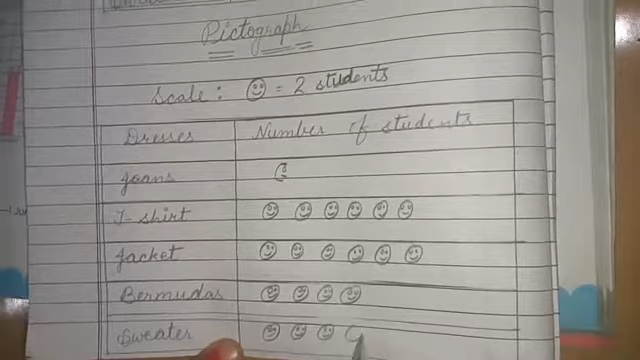 Pictograph
Scale: ☺ = 2 students
Dresses Number of students
Jeans
T-shirt ☺ ☺ ☺ ☺ ☺ ☺
Jacket ☺ ☺ ☺ ☺ ☺ ☺
Bermudas ☺ ☺ ☺ ☺
Sweater ☺ ☺ ☺